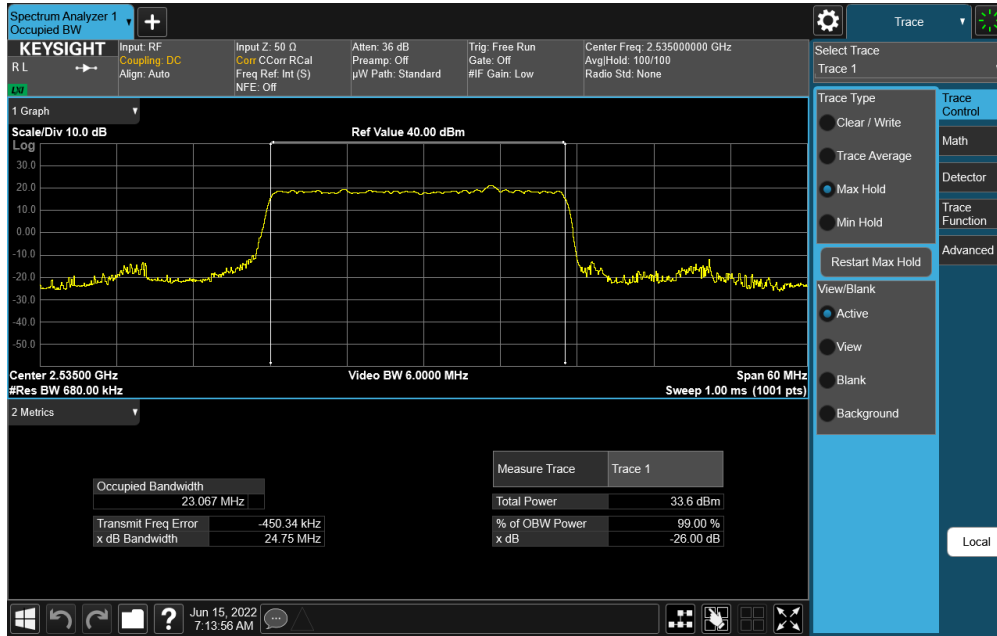 Spectrum Analyzer 1
Occupied BW
Trace
KEYSIGHT
R L
LXI
Input: RF
Coupling: DC
Align: Auto
Input Z: 50 Ω
Corr CCorr RCal
Freq Ref: Int (S)
NFE: Off
Atten: 36 dB
Preamp: Off
µW Path: Standard
Trig: Free Run
Gate: Off
#IF Gain: Low
Center Freq: 2.535000000 GHz
Avg|Hold: 100/100
Radio Std: None
Select Trace
Trace 1
1 Graph
Scale/Div 10.0 dB
Ref Value 40.00 dBm
Log
30.0
20.0
10.0
0.00
-10.0
-20.0
-30.0
-40.0
-50.0
Center 2.53500 GHz
Video BW 6.0000 MHz
Span 60 MHz
#Res BW 680.00 kHz
Sweep 1.00 ms (1001 pts)
Trace Type
Clear / Write
Trace Average
Max Hold
Min Hold
Restart Max Hold
View/Blank
Active
View
Blank
Background
Trace
Control
Math
Detector
Trace
Function
Advanced
Local
2 Metrics
Occupied Bandwidth
23.067 MHz
Transmit Freq Error -450.34 kHz
x dB Bandwidth 24.75 MHz
Measure Trace Trace 1
Total Power 33.6 dBm
% of OBW Power 99.00 %
x dB -26.00 dB
?
Jun 15, 2022
7:13:56 AM